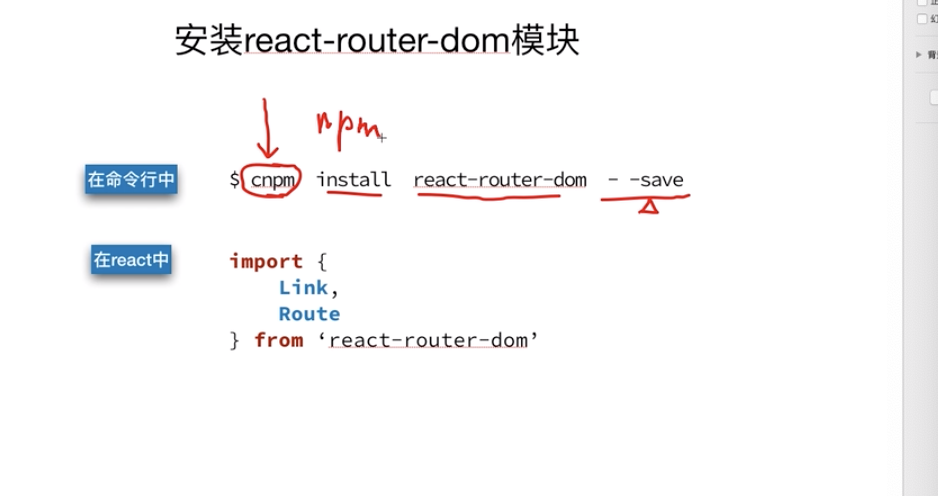 安装react-router-dom模块
npm
在命令行中 $ cnpm install react-router-dom - -save
在react中 import {
Link,
Route
} from ‘react-router-dom’